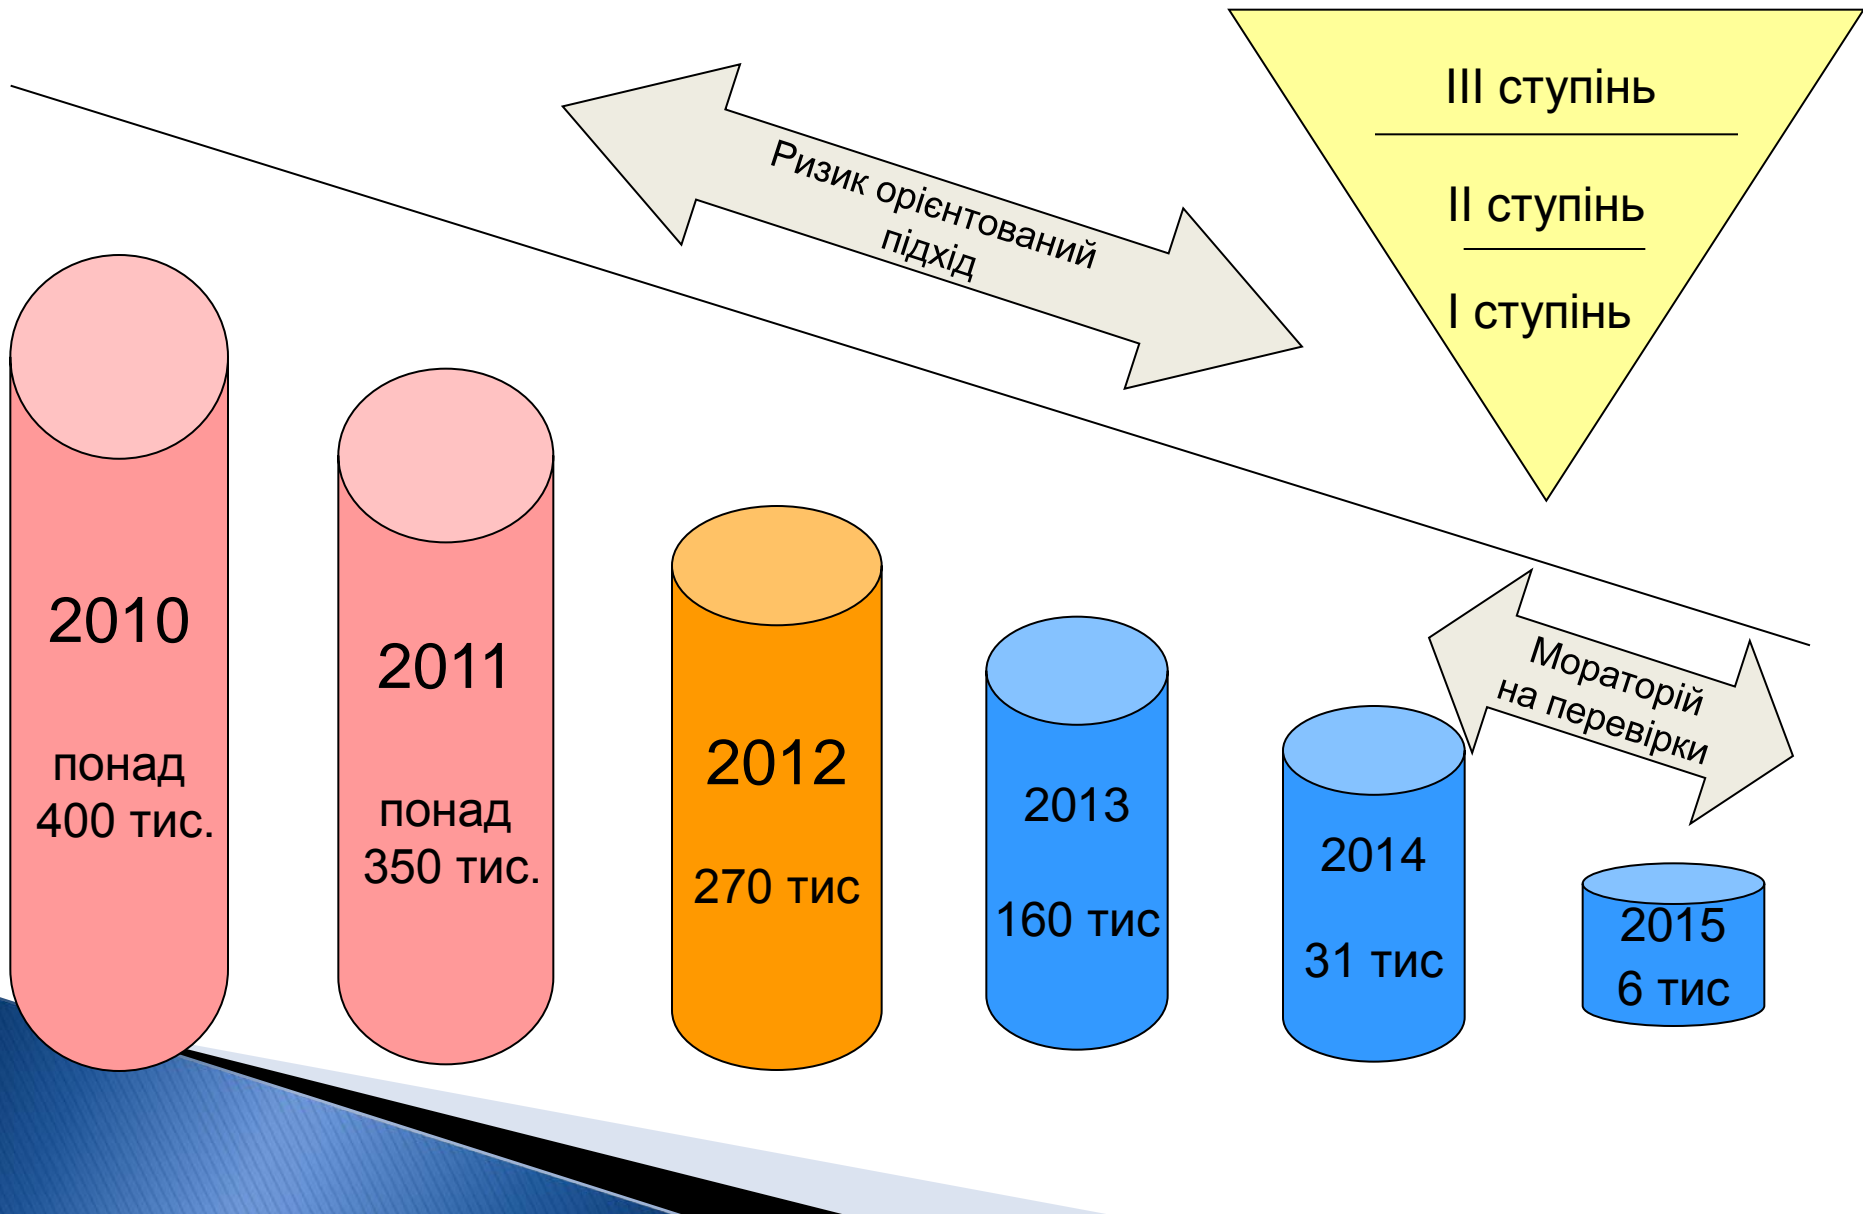 III ступінь
II ступінь
I ступінь
Ризик орієнтований
підхід
Мораторій
на перевірки
2010
понад
400 тис.
2011
понад
350 тис.
2012
270 тис
2013
160 тис
2014
31 тис
2015
6 тис